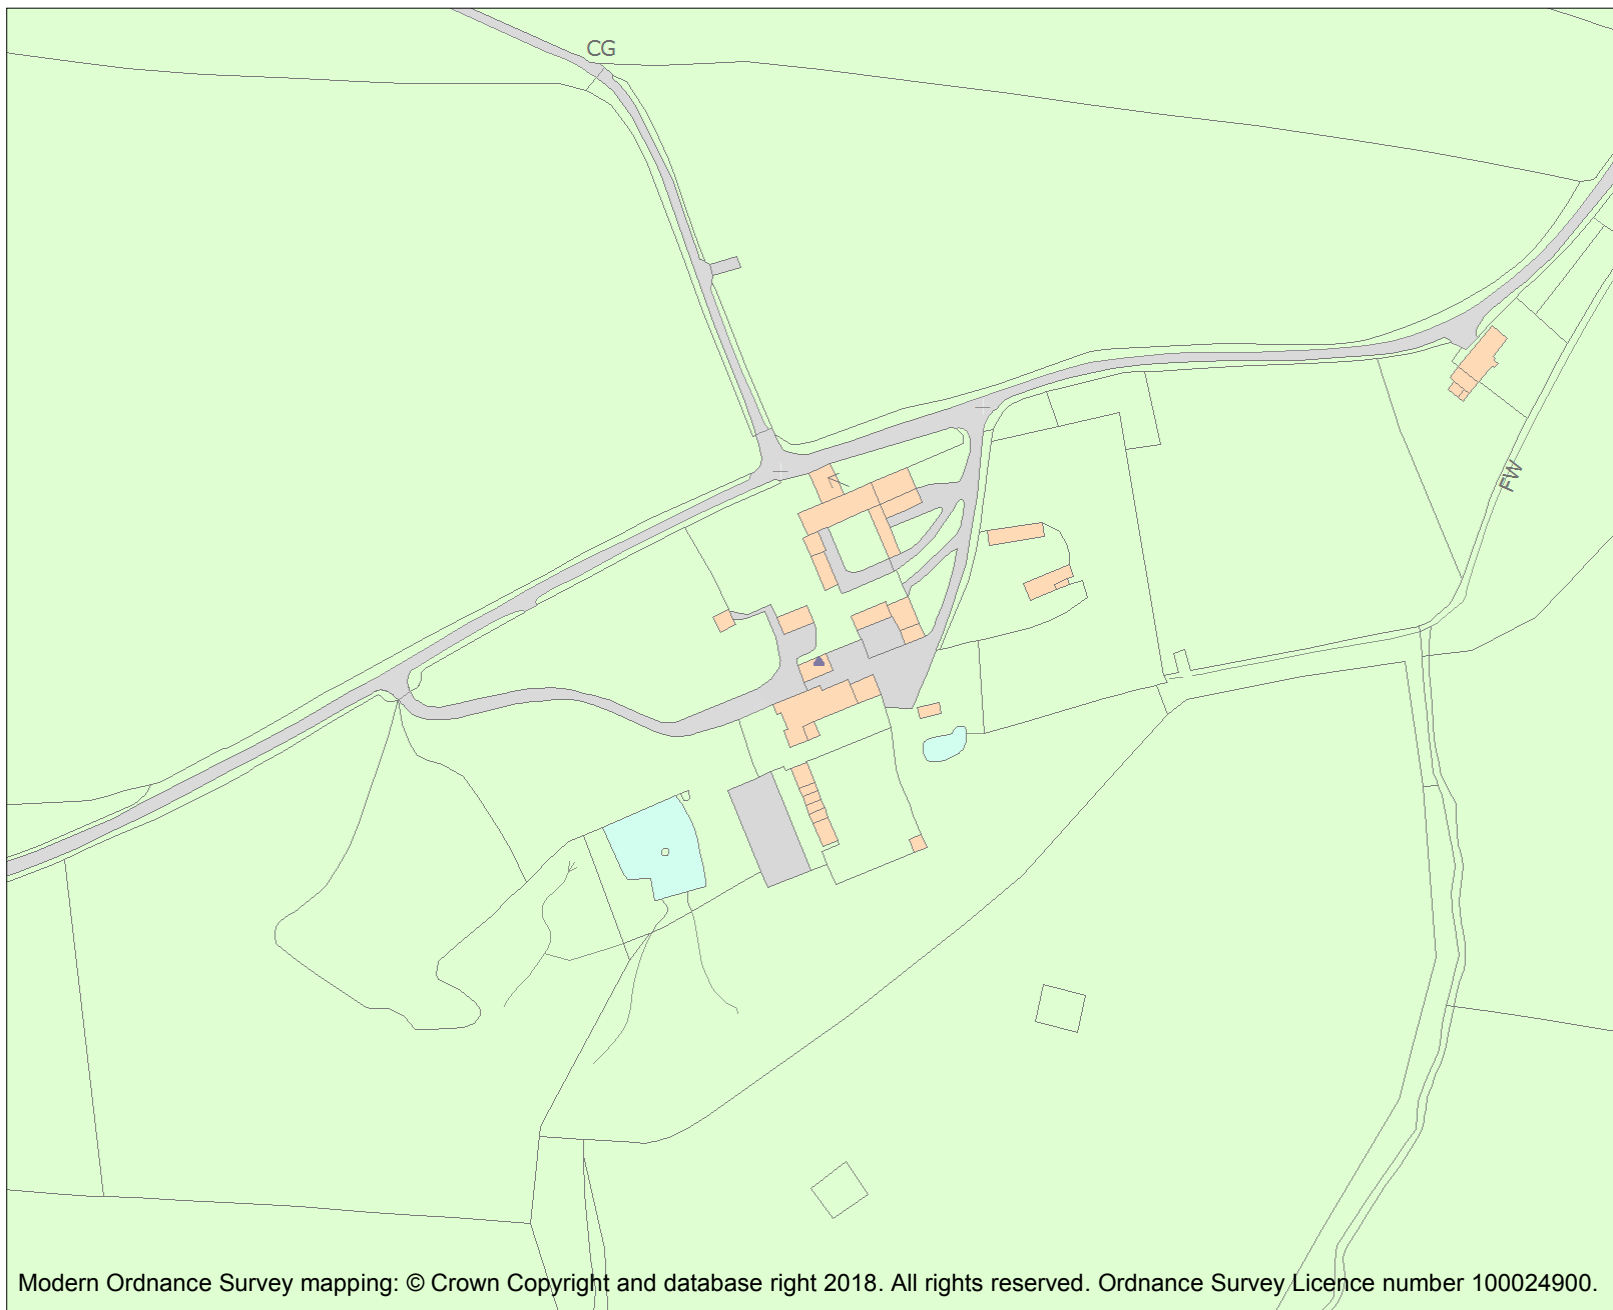 CG
FW
Modern Ordnance Survey mapping: © Crown Copyright and database right 2018. All rights reserved. Ordnance Survey Licence number 100024900.